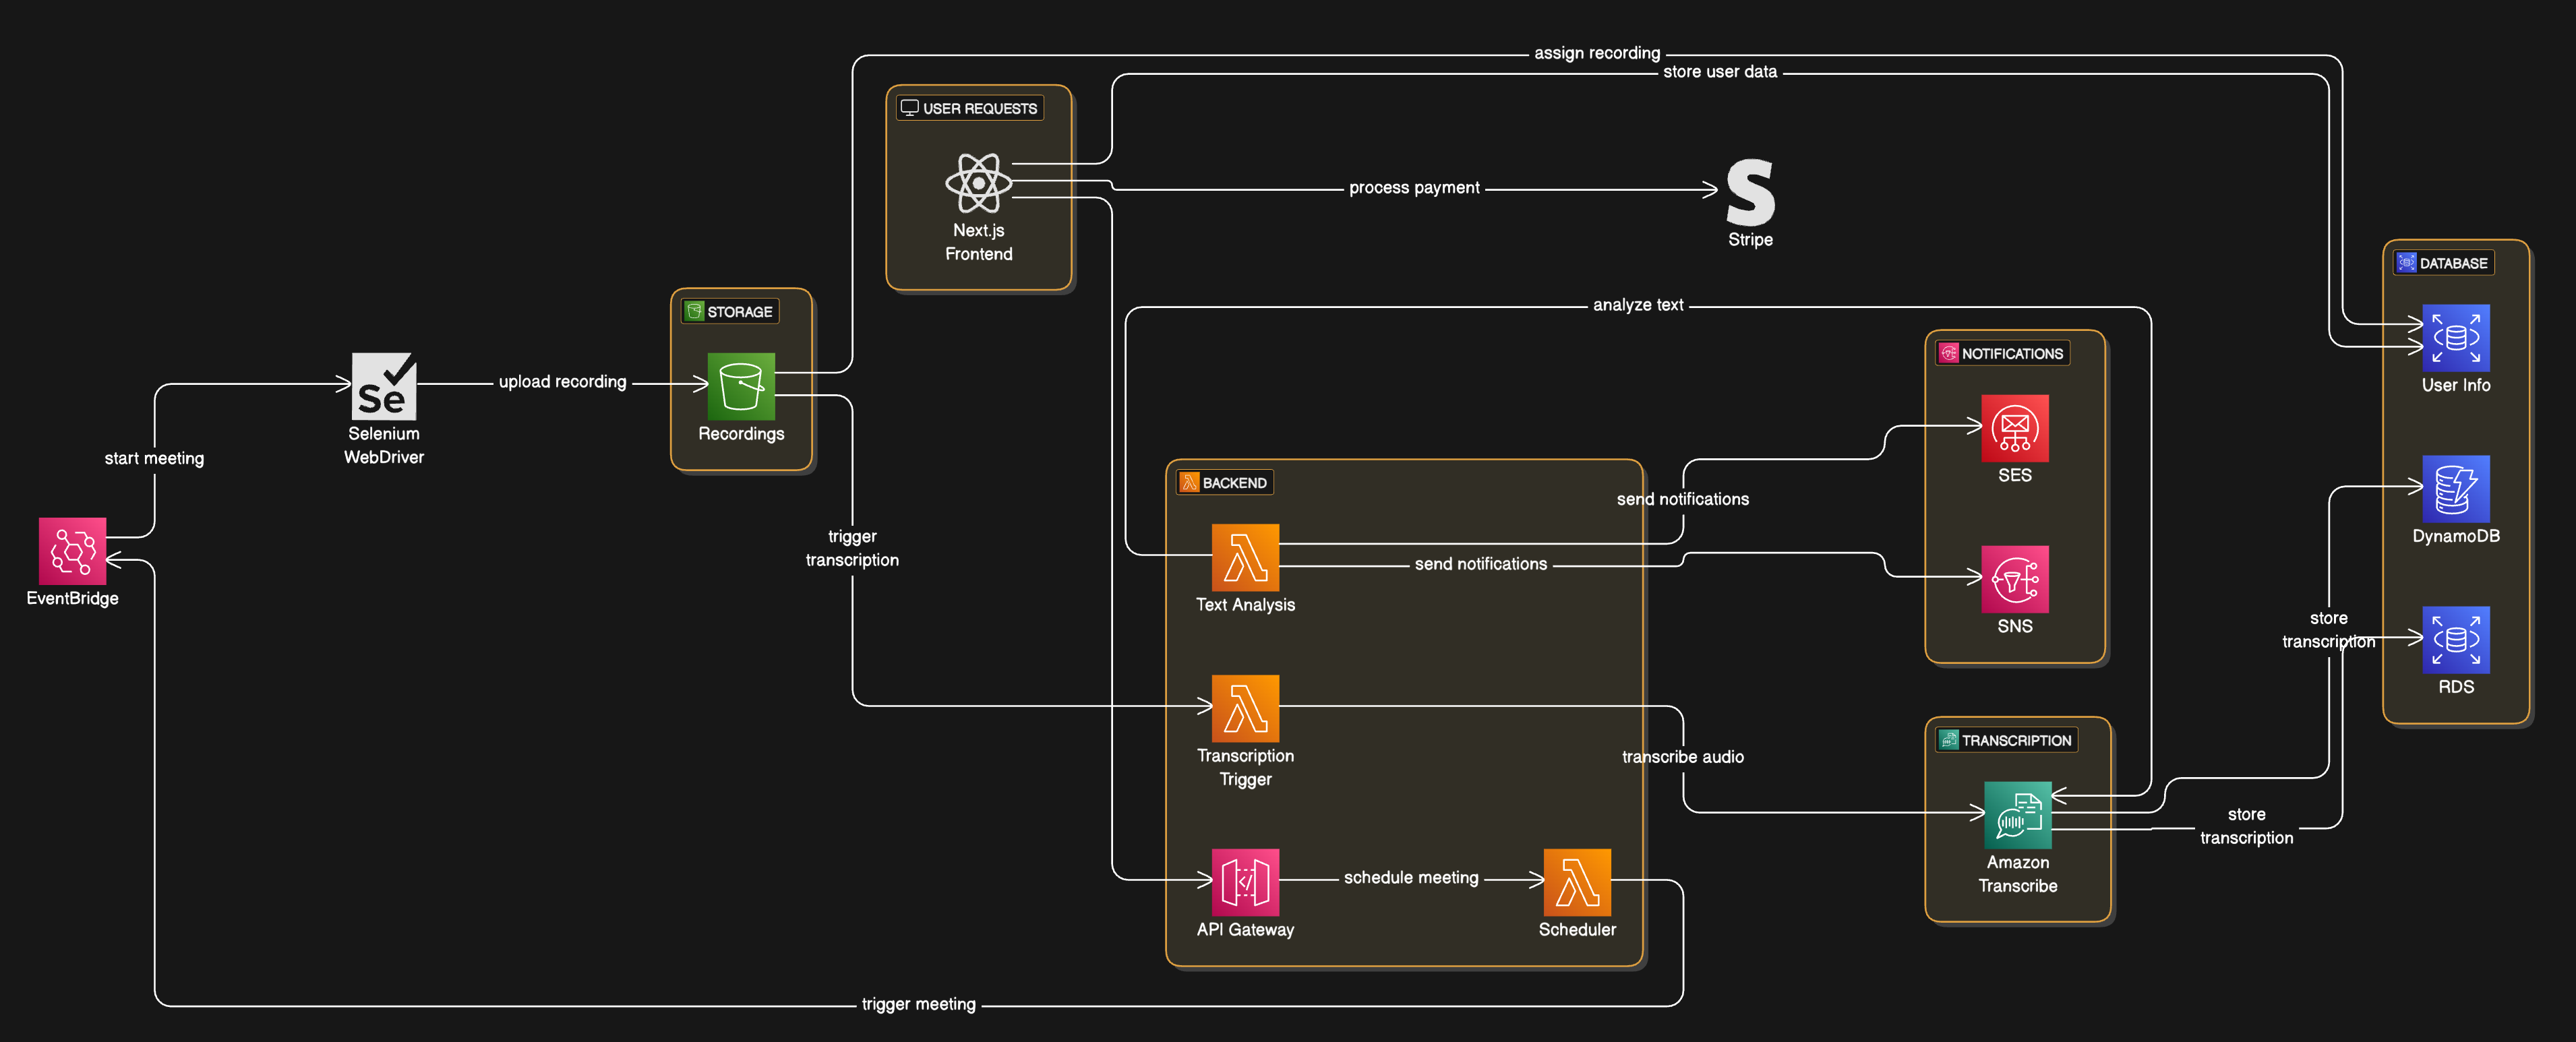 assign recording
store user data
USER REQUESTS
Next.js
Frontend
process payment
Stripe
DATABASE
User Info
DynamoDB
RDS
STORAGE
Recordings
analyze text
NOTIFICATIONS
SES
SNS
Se
Selenium
WebDriver
upload recording
start meeting
EventBridge
BACKEND
send notifications
send notifications
Text Analysis
trigger
transcription
store
transcription
Transcription
Trigger
transcribe audio
TRANSCRIPTION
Amazon
Transcribe
store
transcription
API Gateway
schedule meeting
Scheduler
trigger meeting